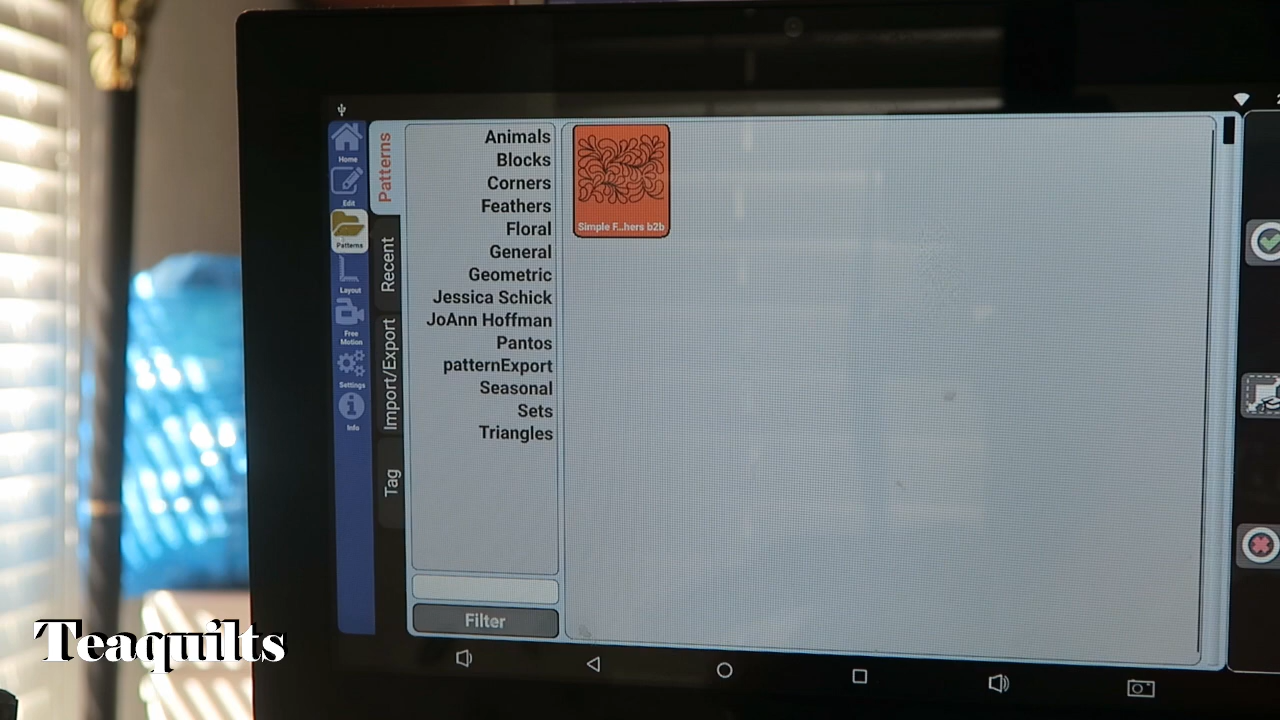 Home
Edit
Patterns
Layout
Free
Motion
Settings
Info
Patterns
Recent
Import/Export
Tag
Animals
Blocks
Corners
Feathers
Floral
General
Geometric
Jessica Schick
JoAnn Hoffman
Pantos
patternExport
Seasonal
Sets
Triangles
Filter
Simple F...hers b2b
Teaquilts